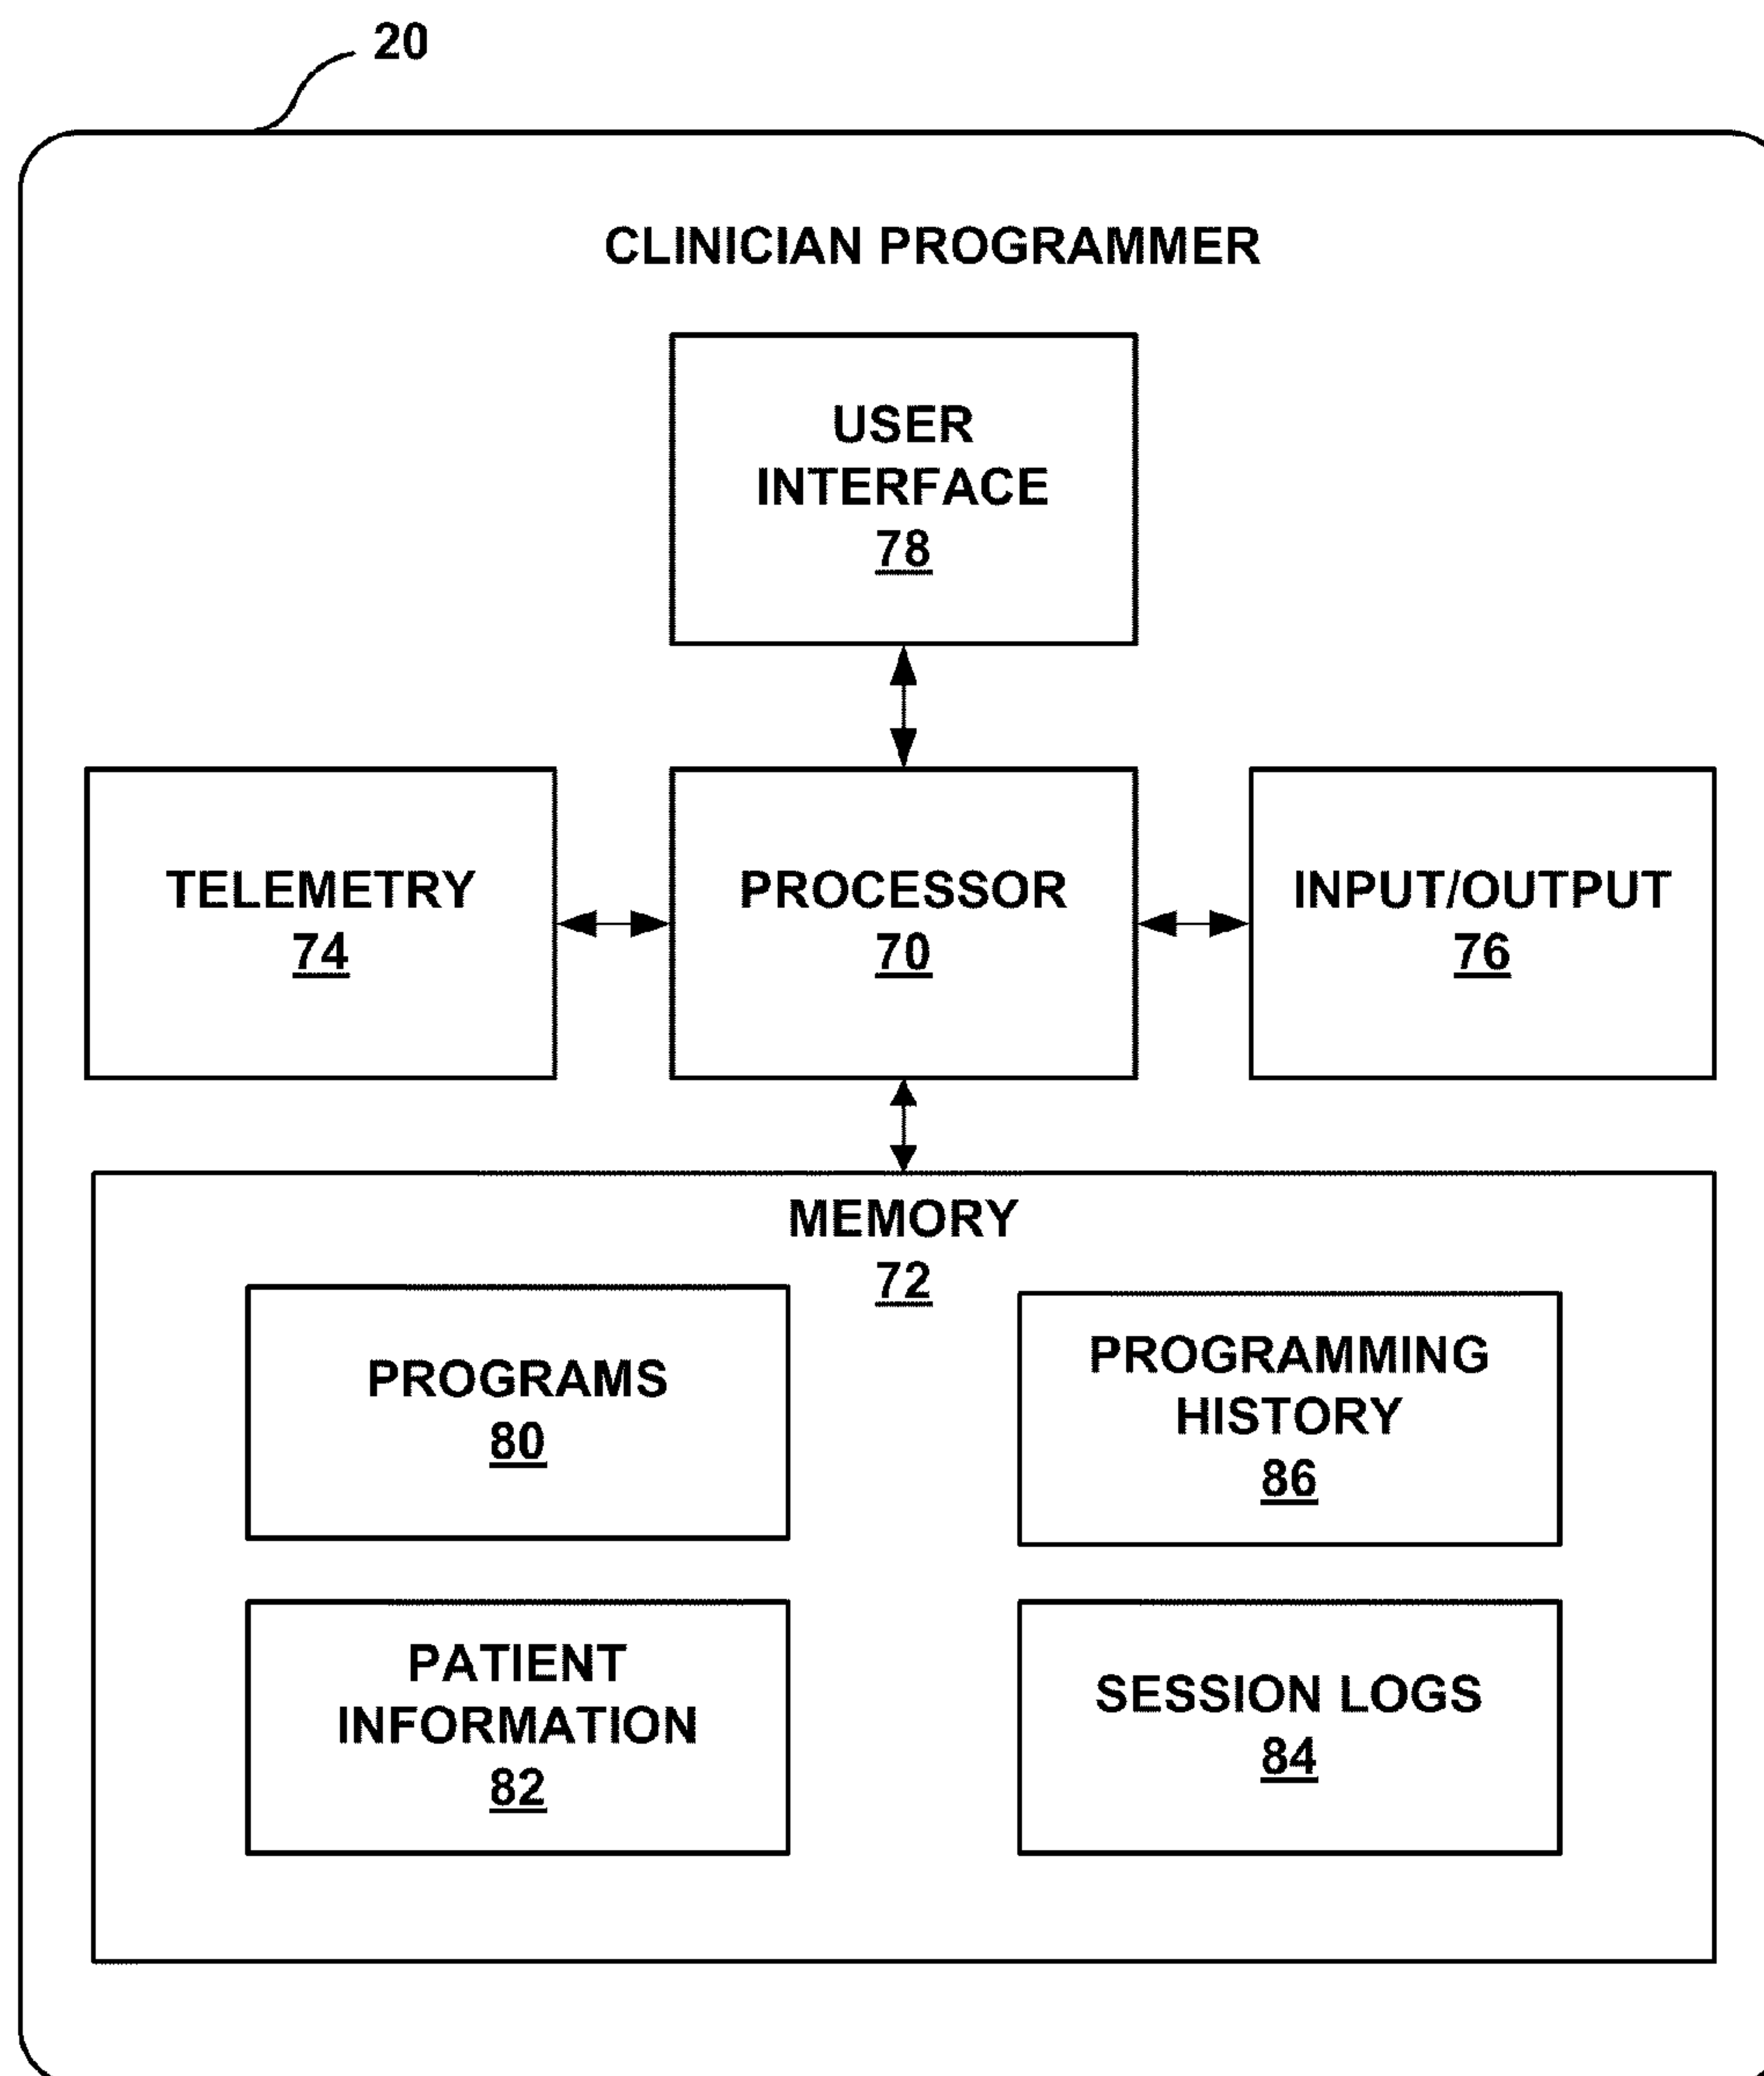 20
CLINICIAN PROGRAMMER
USER
INTERFACE
78
TELEMETRY
74
PROCESSOR
70
INPUT/OUTPUT
76
MEMORY
72
PROGRAMS
80
PROGRAMMING
HISTORY
86
PATIENT
INFORMATION
82
SESSION LOGS
84